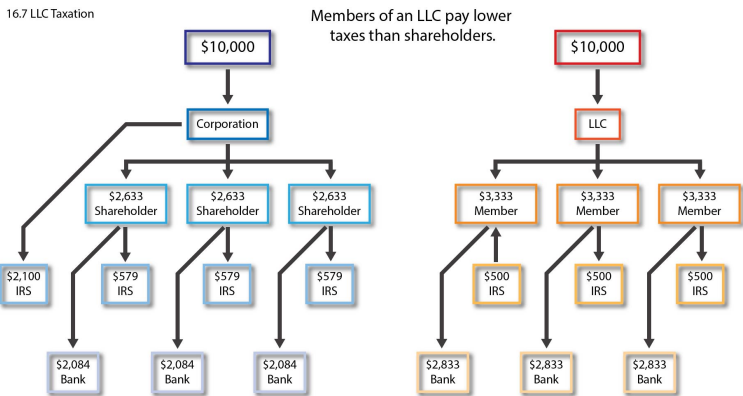 16.7 LLC Taxation
Members of an LLC pay lower
taxes than shareholders.
$10,000
$10,000
Corporation
LLC
$2,633
Shareholder
$2,633
Shareholder
$2,633
Shareholder
$3,333
Member
$3,333
Member
$3,333
Member
$2,100
IRS
$579
IRS
$579
IRS
$579
IRS
$500
IRS
$500
IRS
$500
IRS
$2,084
Bank
$2,084
Bank
$2,084
Bank
$2,833
Bank
$2,833
Bank
$2,833
Bank